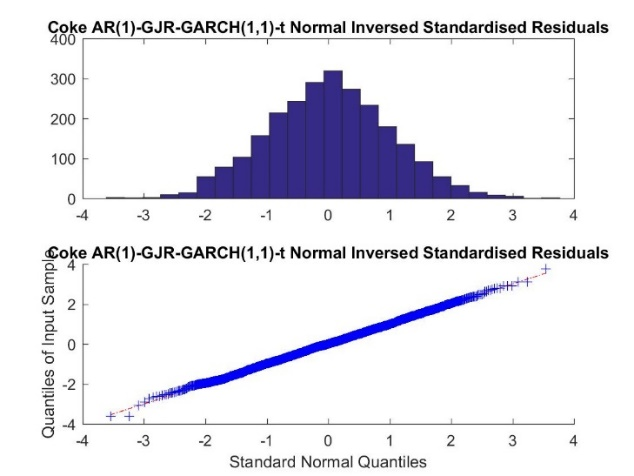 Coke AR(1)-GJR-GARCH(1,1)-t Normal Inversed Standardised Residuals
400
300
200
100
0
-4 -3 -2 -1 0 1 2 3 4
Coke AR(1)-GJR-GARCH(1,1)-t Normal Inversed Standardised Residuals
Quantiles of Input Sample
4
2
0
-2
-4
-4 -3 -2 -1 0 1 2 3 4
Standard Normal Quantiles